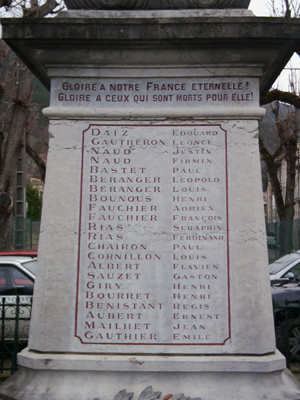 GLOIRE A NOTRE FRANCE ETERNELLE!
GLOIRE A CEUX QUI SONT MORTS POUR ELLE!
DAIZ EDOUARD
GAUTHERON LEONCE
NAUD JUSTIN
NAUD FIRMIN
BASTET PAUL
BERANGER LEOPOLD
BERANGER LOUIS
BOUNOUS HENRI
FAUCHIER ADRIEN
FAUCHIER FRANÇOIS
RIAS SERAPHIN
RIAS FERDINAND
CHAIRON PAUL
CORNILLON LOUIS
ALBERT FLAVIEN
SAUZET GASTON
GIRY HENRI
BOURRET HENRI
BENISTANT REGIS
AUBERT ERNEST
MAILHET JEAN
GAUTHIER EMILE